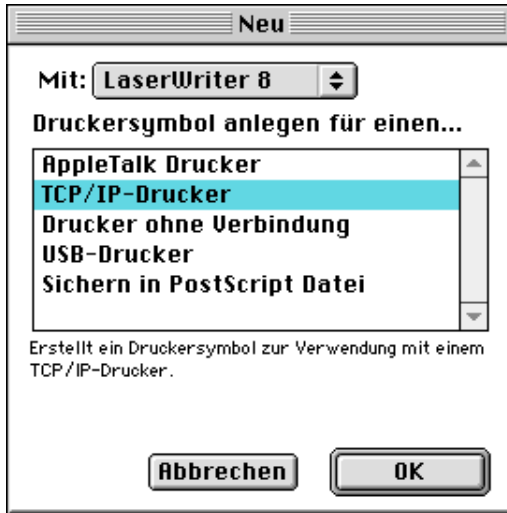 Neu
Mit: LaserWriter 8
Druckersymbol anlegen für einen...
AppleTalk Drucker
TCP/IP-Drucker
Drucker ohne Verbindung
USB-Drucker
Sichern in PostScript Datei
Erstellt ein Druckersymbol zur Verwendung mit einem
TCP/IP-Drucker.
Abbrechen OK